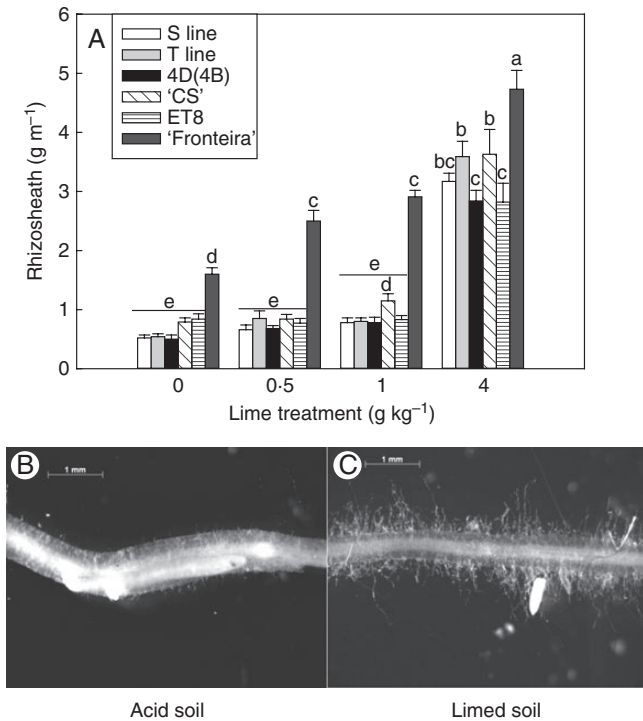 A
S line
T line
4D(4B)
‘CS’
ET8
‘Fronteira’
Rhizosheath (g m⁻¹)
6
5
4
3
2
1
0
e
d
e
c
e
d
c
bc
b
c
b
c
a
0
0·5
1
4
Lime treatment (g kg⁻¹)
B
1 mm
C
1 mm
Acid soil
Limed soil